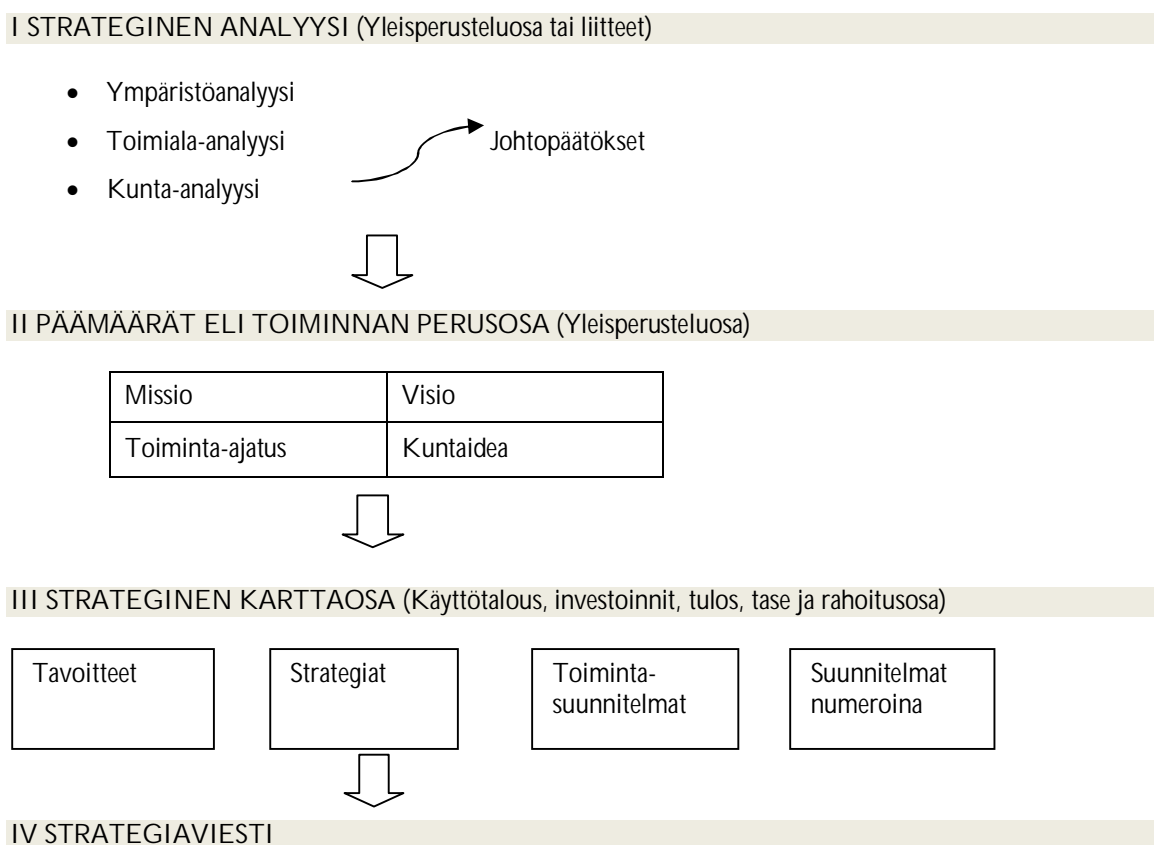 I STRATEGINEN ANALYYSI (Yleisperusteluosa tai liitteet)
• Ympäristöanalyysi
• Toimiala-analyysi
Johtopäätökset
• Kunta-analyysi
II PÄÄMÄÄRÄT ELI TOIMINNAN PERUSOSA (Yleisperusteluosa)
Missio
Visio
Toiminta-ajatus
Kuntaidea
III STRATEGINEN KARTTAOSA (Käyttötalous, investoinnit, tulos, tase ja rahoitusosa)
Tavoitteet
Strategiat
Toiminta-
suunnitelmat
Suunnitelmat
numeroina
IV STRATEGIAVIESTI